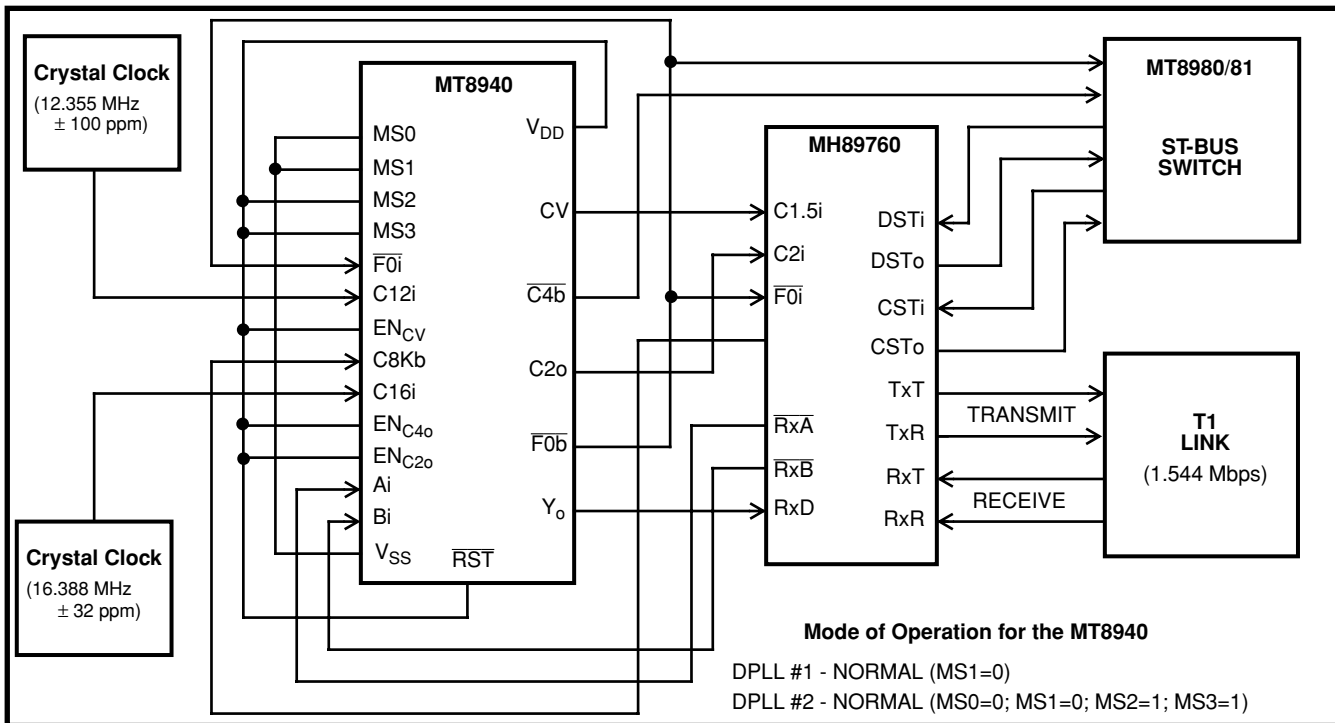 Crystal Clock
(12.355 MHz
± 100 ppm)
Crystal Clock
(16.388 MHz
± 32 ppm)
MT8940
MS0
MS1
MS2
MS3
F0i
C12i
ENCV
C8Kb
C16i
ENC4o
ENC2o
Ai
Bi
VSS
RST
VDD
CV
C4b
C2o
F0b
Yo
MH89760
C1.5i
C2i
F0i
RxA
RxB
RxD
DSTi
DSTo
CSTi
CSTo
TxT
TxR
RxT
RxR
TRANSMIT
RECEIVE
MT8980/81
ST-BUS
SWITCH
T1
LINK
(1.544 Mbps)
Mode of Operation for the MT8940
DPLL #1 - NORMAL (MS1=0)
DPLL #2 - NORMAL (MS0=0; MS1=0; MS2=1; MS3=1)